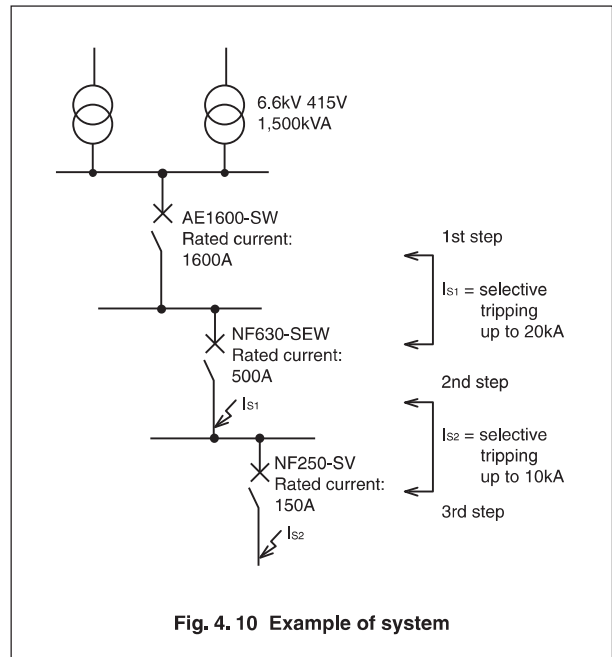 6.6kV 415V
1,500kVA
AE1600-SW
Rated current:
1600A
1st step
IS1 = selective
tripping
up to 20kA
NF630-SEW
Rated current:
500A
2nd step
IS1
IS2 = selective
tripping
up to 10kA
NF250-SV
Rated current:
150A
3rd step
IS2
Fig. 4. 10 Example of system